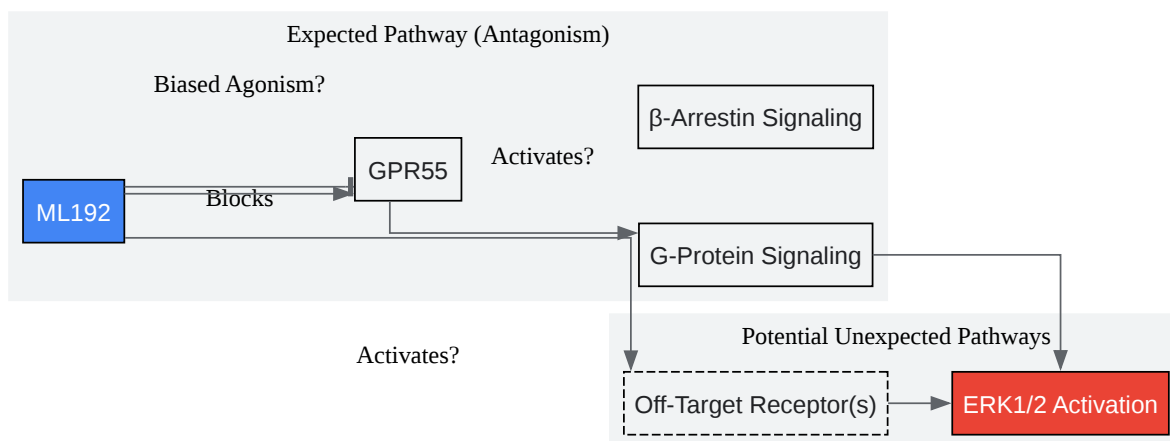 Expected Pathway (Antagonism)
Biased Agonism?
β-Arrestin Signaling
Activates?
GPR55
Blocks
ML192
G-Protein Signaling
Potential Unexpected Pathways
Activates?
Off-Target Receptor(s)
ERK1/2 Activation